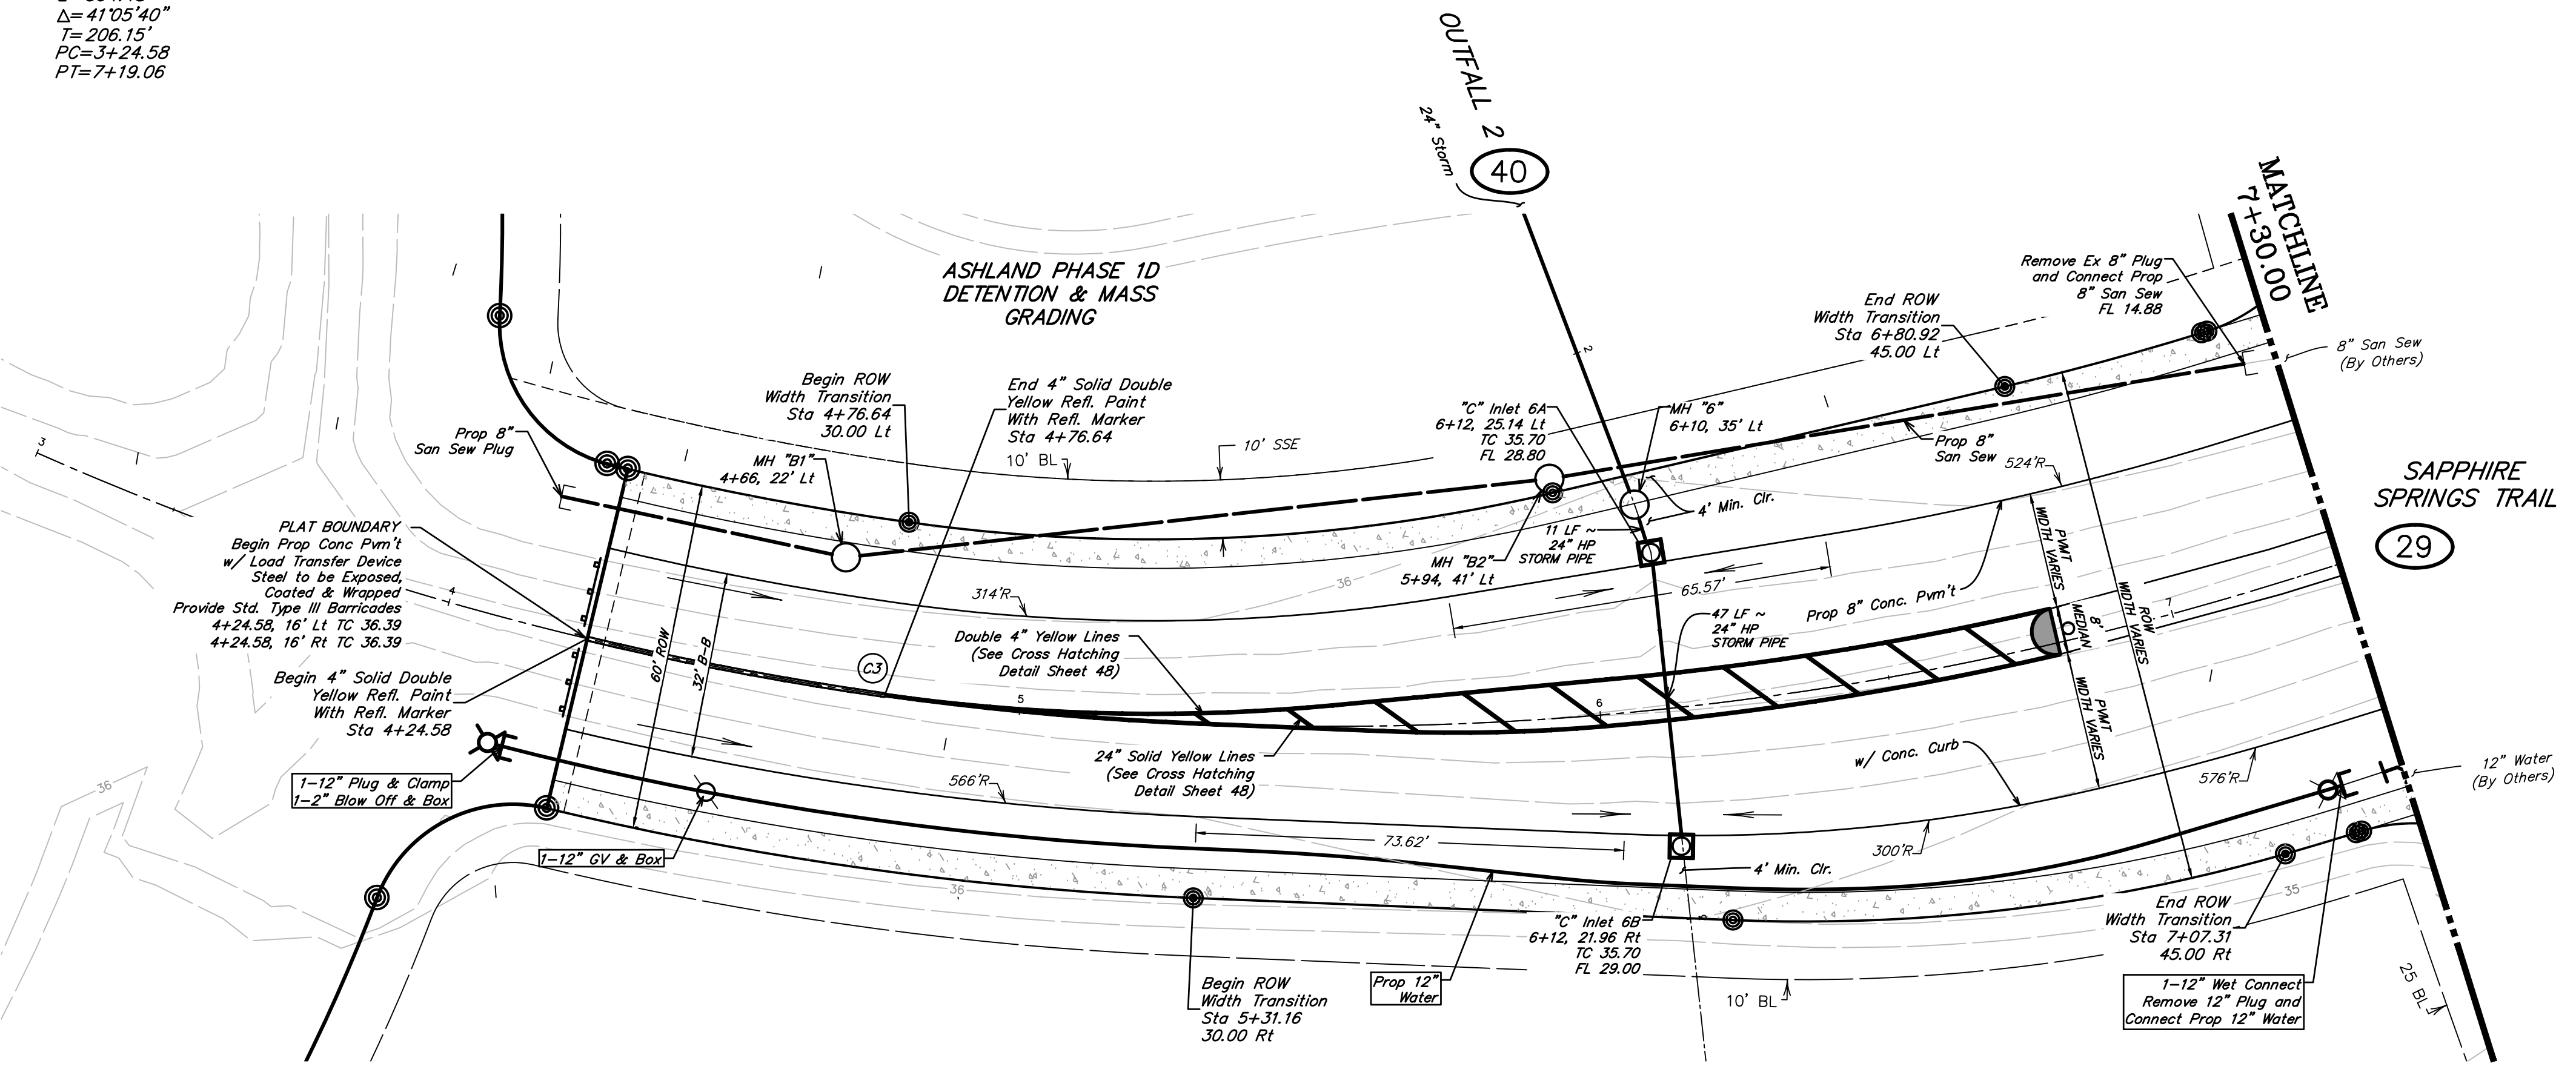 Δ= 41°05'40"
T= 206.15'
PC=3+24.58
PT=7+19.06
OUTFALL 2
24" Storm
40
MATCHLINE
7+30.00
ASHLAND PHASE 1D
DETENTION & MASS
GRADING
Remove Ex 8" Plug
and Connect Prop
8" San Sew
FL 14.88
End ROW
Width Transition
Sta 6+80.92
45.00 Lt
8" San Sew
(By Others)
Begin ROW
Width Transition
Sta 4+76.64
30.00 Lt
End 4" Solid Double
Yellow Refl. Paint
With Refl. Marker
Sta 4+76.64
10' BL
10' SSE
"C" Inlet 6A
6+12, 25.14 Lt
TC 35.70
FL 28.80
MH "6"
6+10, 35' Lt
2
3
Prop 8"
San Sew Plug
MH "B1"
4+66, 22' Lt
Prop 8"
San Sew
524'R
SAPPHIRE
SPRINGS TRAIL
29
4' Min. Clr.
11 LF ~
24" HP
STORM PIPE
MH "B2"
5+94, 41' Lt
PLAT BOUNDARY
Begin Prop Conc Pvm't
w/ Load Transfer Device
Steel to be Exposed,
Coated & Wrapped
Provide Std. Type III Barricades
4+24.58, 16' Lt TC 36.39
4+24.58, 16' Rt TC 36.39
4
314'R
36
65.57'
Prop 8" Conc. Pvm't
PVMT
WIDTH VARIES
8'
MEDIAN
ROW
WIDTH VARIES
7
47 LF ~
24" HP
STORM PIPE
Double 4" Yellow Lines
(See Cross Hatching
Detail Sheet 48)
60' ROW
32' B-B
C3
Begin 4" Solid Double
Yellow Refl. Paint
With Refl. Marker
Sta 4+24.58
5
6
PVMT
WIDTH VARIES
24" Solid Yellow Lines
(See Cross Hatching
Detail Sheet 48)
w/ Conc. Curb
576'R
12" Water
(By Others)
1-12" Plug & Clamp
1-2" Blow Off & Box
36
566'R
73.62'
300'R
1-12" GV & Box
4' Min. Clr.
36
35
"C" Inlet 6B
6+12, 21.96 Rt
TC 35.70
FL 29.00
End ROW
Width Transition
Sta 7+07.31
45.00 Rt
Begin ROW
Width Transition
Sta 5+31.16
30.00 Rt
Prop 12"
Water
10' BL
1-12" Wet Connect
Remove 12" Plug and
Connect Prop 12" Water
25 BL